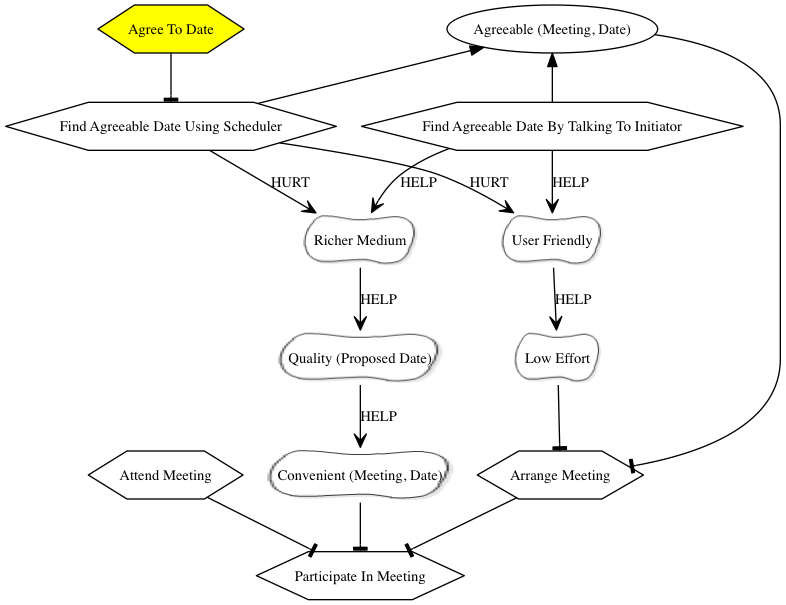 Agree To Date
Agreeable (Meeting, Date)
Find Agreeable Date Using Scheduler
Find Agreeable Date By Talking To Initiator
HURT
HELP
HURT
HELP
Richer Medium
User Friendly
HELP
HELP
Quality (Proposed Date)
Low Effort
HELP
Attend Meeting
Convenient (Meeting, Date)
Arrange Meeting
Participate In Meeting